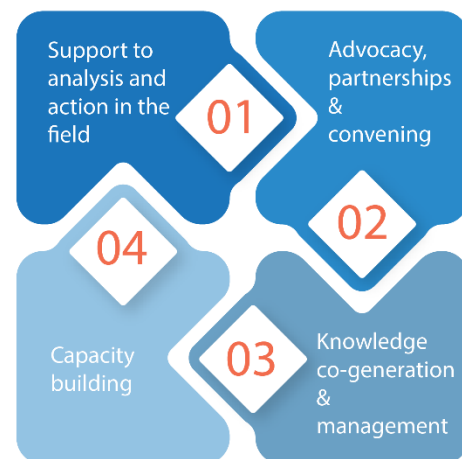 Support to
analysis and
action in the
field
01
Advocacy,
partnerships
&
convening
02
Knowledge
co-generation
&
management
03
Capacity
building
04